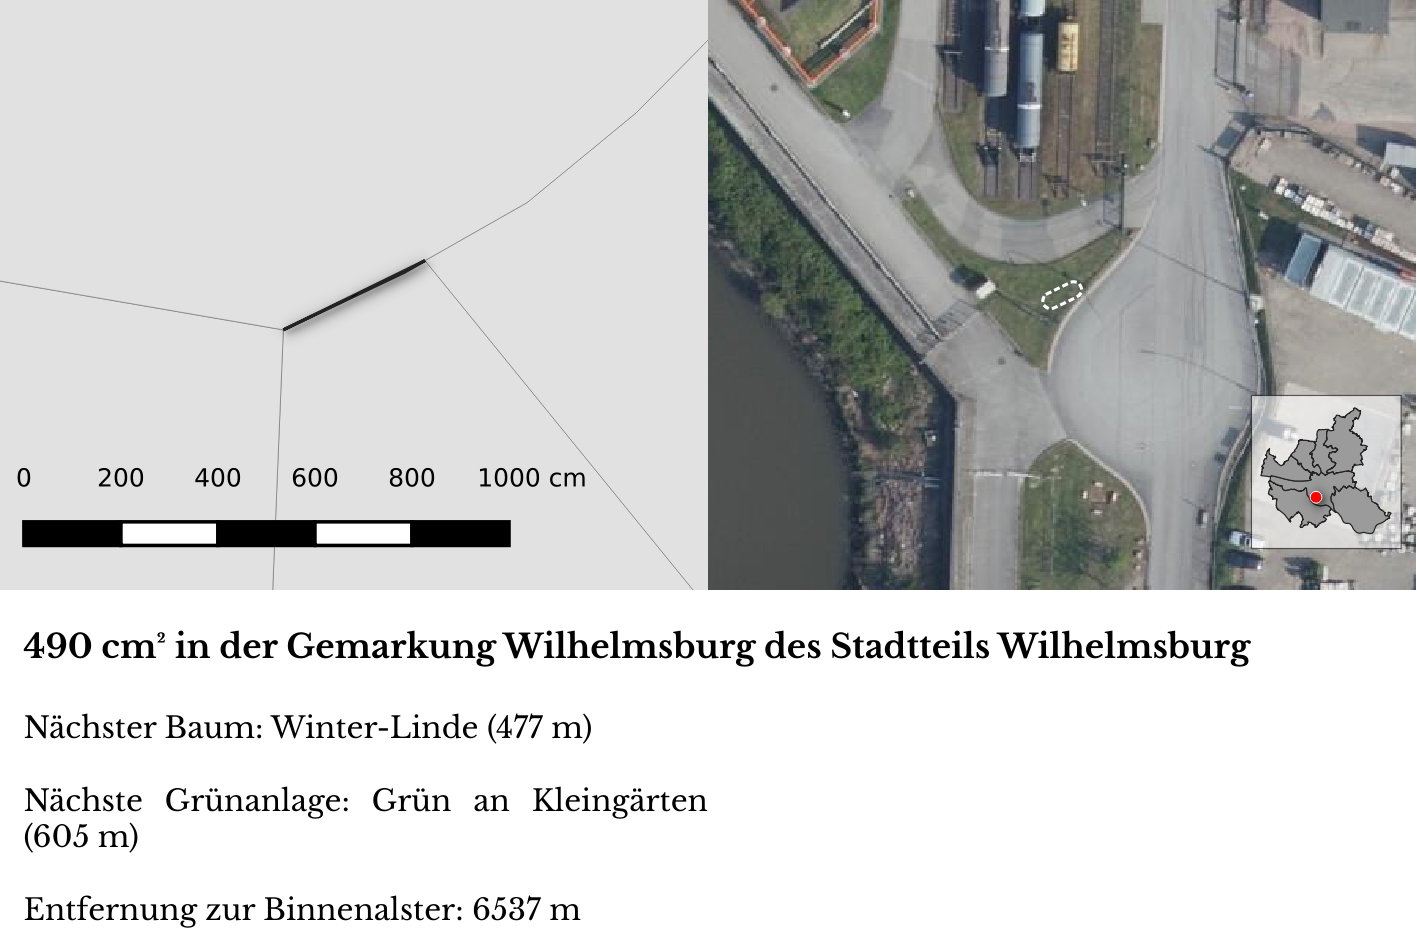 0 200 400 600 800 1000 cm
490 cm² in der Gemarkung Wilhelmsburg des Stadtteils Wilhelmsburg
Nächster Baum: Winter-Linde (477 m)
Nächste Grünanlage: Grün an Kleingärten
(605 m)
Entfernung zur Binnenalster: 6537 m